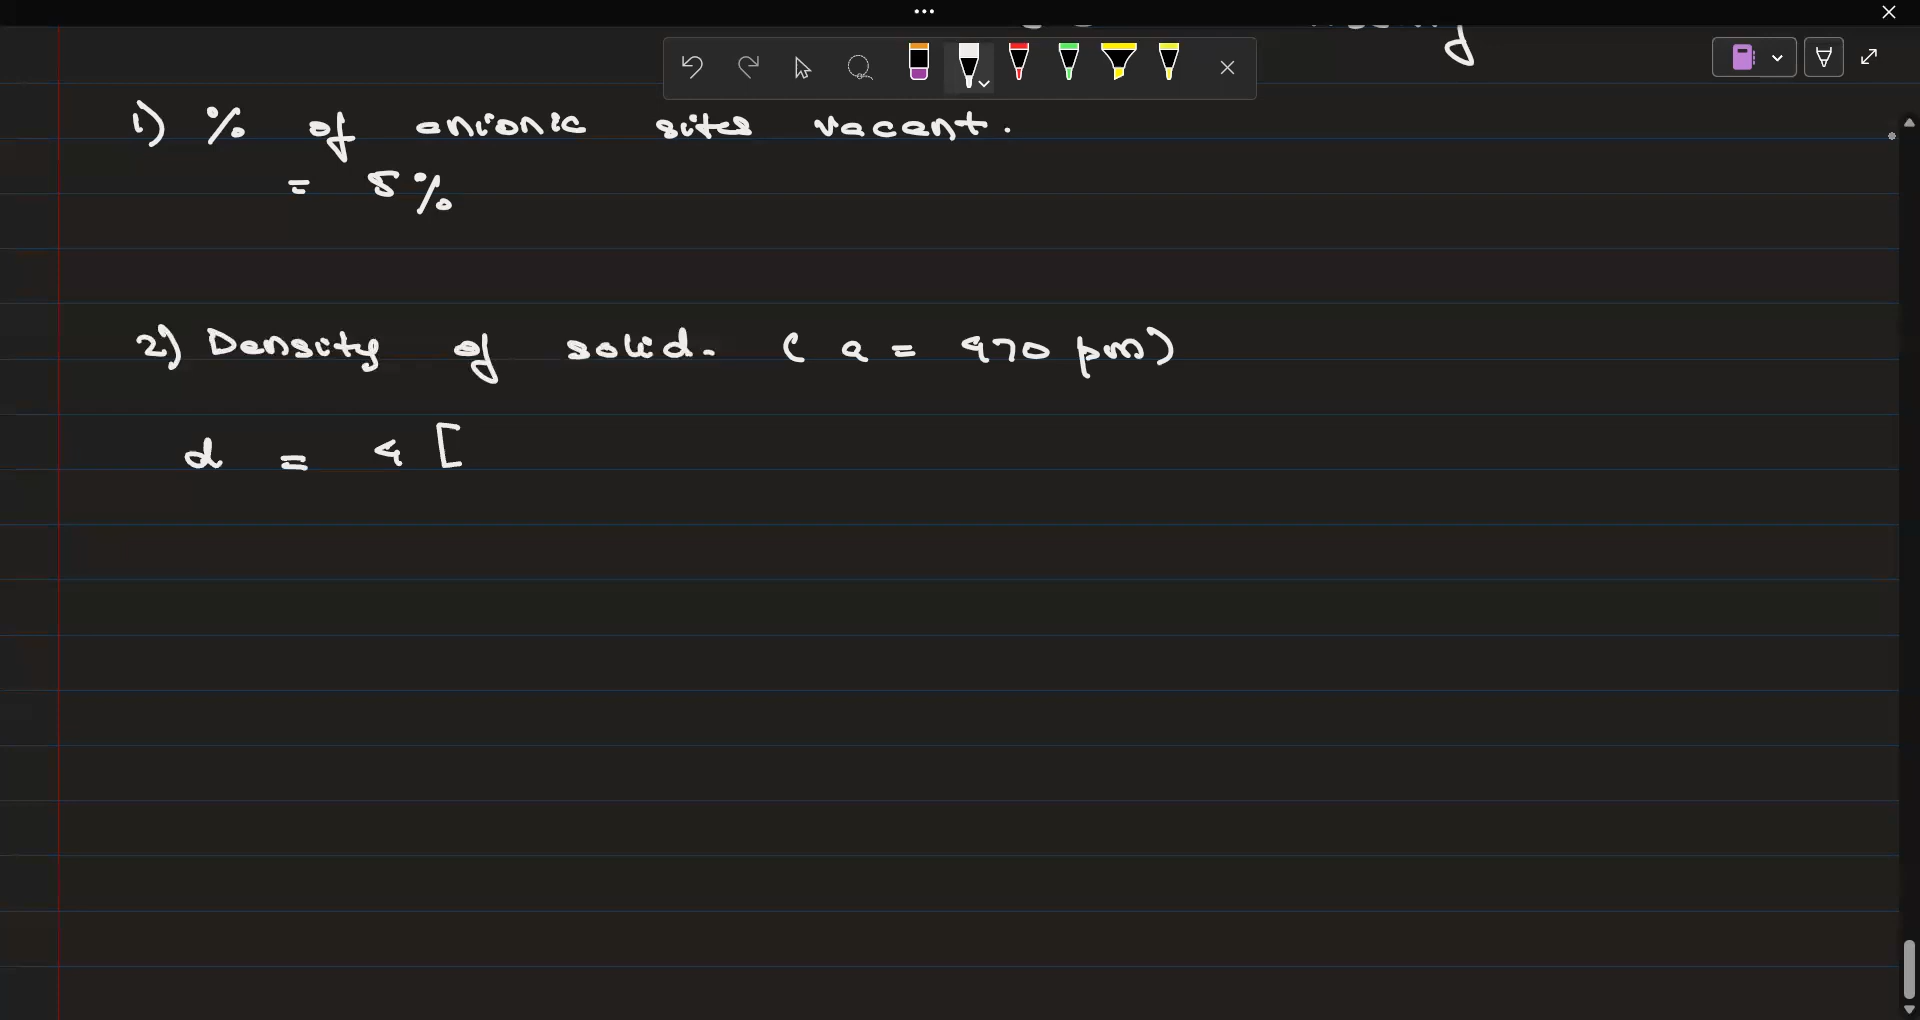 1) % of anionic sites vacant.
= 5%
2) Density of solid. ( a = 470 pm)
d = 4 [